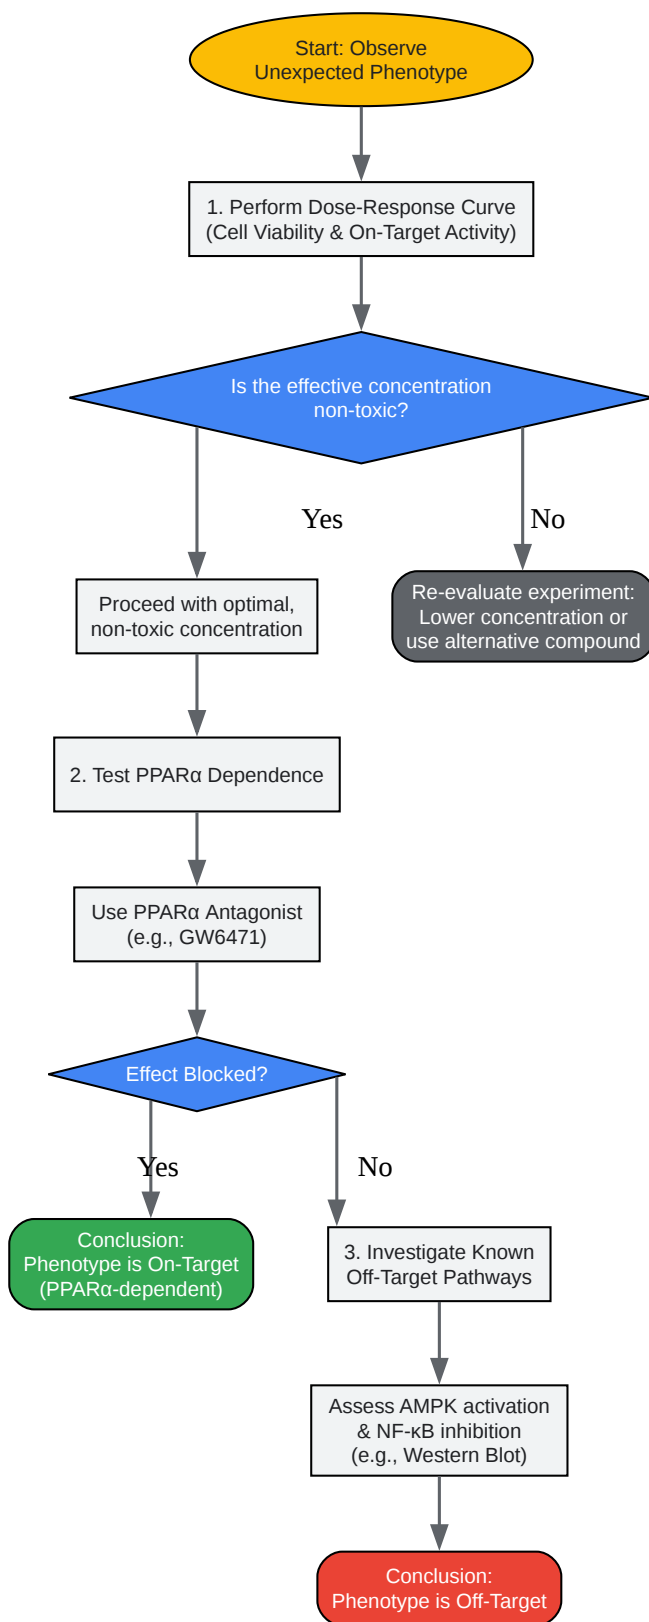 Start: Observe
Unexpected Phenotype
1. Perform Dose-Response Curve
(Cell Viability & On-Target Activity)
Is the effective concentration
non-toxic?
Yes
No
Proceed with optimal,
non-toxic concentration
Re-evaluate experiment:
Lower concentration or
use alternative compound
2. Test PPARα Dependence
Use PPARα Antagonist
(e.g., GW6471)
Effect Blocked?
Yes
No
Conclusion:
Phenotype is On-Target
(PPARα-dependent)
3. Investigate Known
Off-Target Pathways
Assess AMPK activation
& NF-κB inhibition
(e.g., Western Blot)
Conclusion:
Phenotype is Off-Target